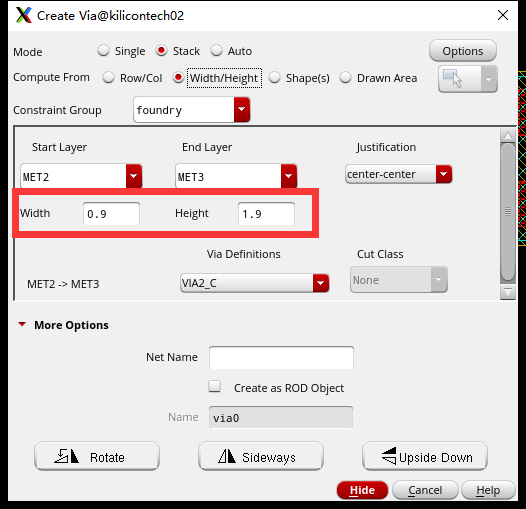 Create Via@kilicontech02
Mode Single Stack Auto Options
Compute From Row/Col Width/Height Shape(s) Drawn Area
Constraint Group foundry
Start Layer End Layer Justification
MET2 MET3 center-center
Width 0.9 Height 1.9
Via Definitions Cut Class
MET2 -> MET3 VIA2_C None
More Options
Net Name
Create as ROD Object
Name via0
Rotate Sideways Upside Down
Hide Cancel Help